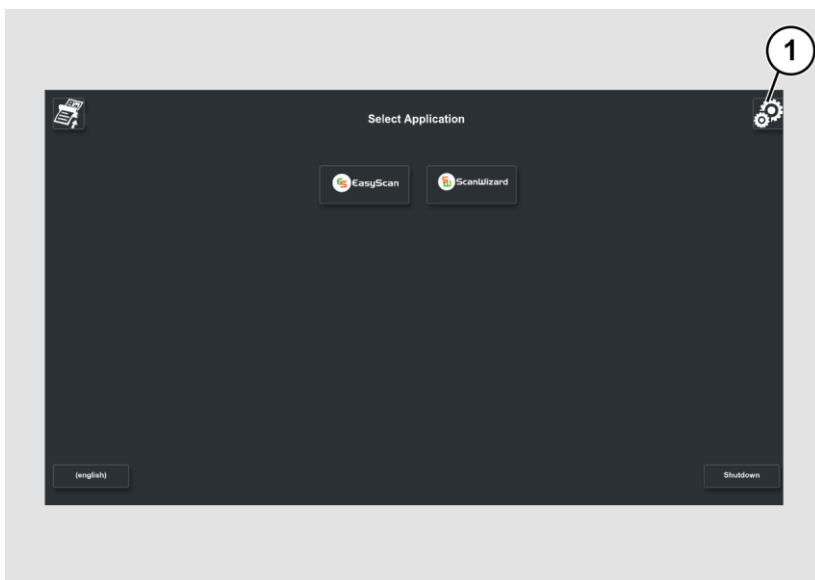 1
Select Application
EasyScan
ScanWizard
(english)
Shutdown